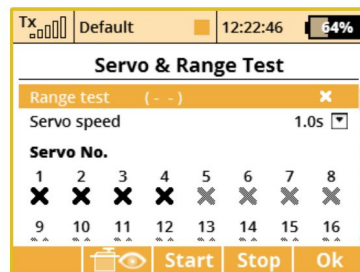 Tx Default 12:22:46 64%
Servo & Range Test
Range test (--)
Servo speed 1.0s
Servo No.
1 2 3 4 5 6 7 8
9 10 11 12 13 14 15 16
Start Stop Ok